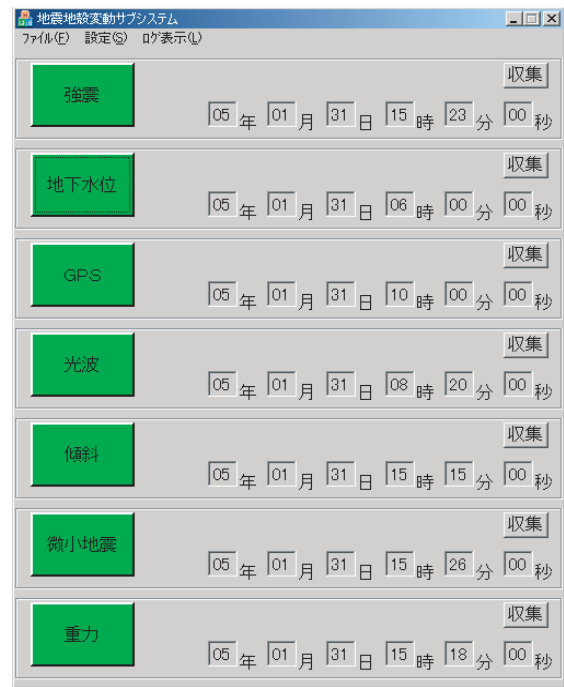 地震地殻変動サブシステム
ファイル(F) 設定(S) ログ表示(L)
収集
強震
05 年 01 月 31 日 15 時 23 分 00 秒
収集
地下水位
05 年 01 月 31 日 06 時 00 分 00 秒
収集
GPS
05 年 01 月 31 日 10 時 00 分 00 秒
収集
光波
05 年 01 月 31 日 08 時 20 分 00 秒
収集
傾斜
05 年 01 月 31 日 15 時 15 分 00 秒
収集
微小地震
05 年 01 月 31 日 15 時 26 分 00 秒
収集
重力
05 年 01 月 31 日 15 時 18 分 00 秒